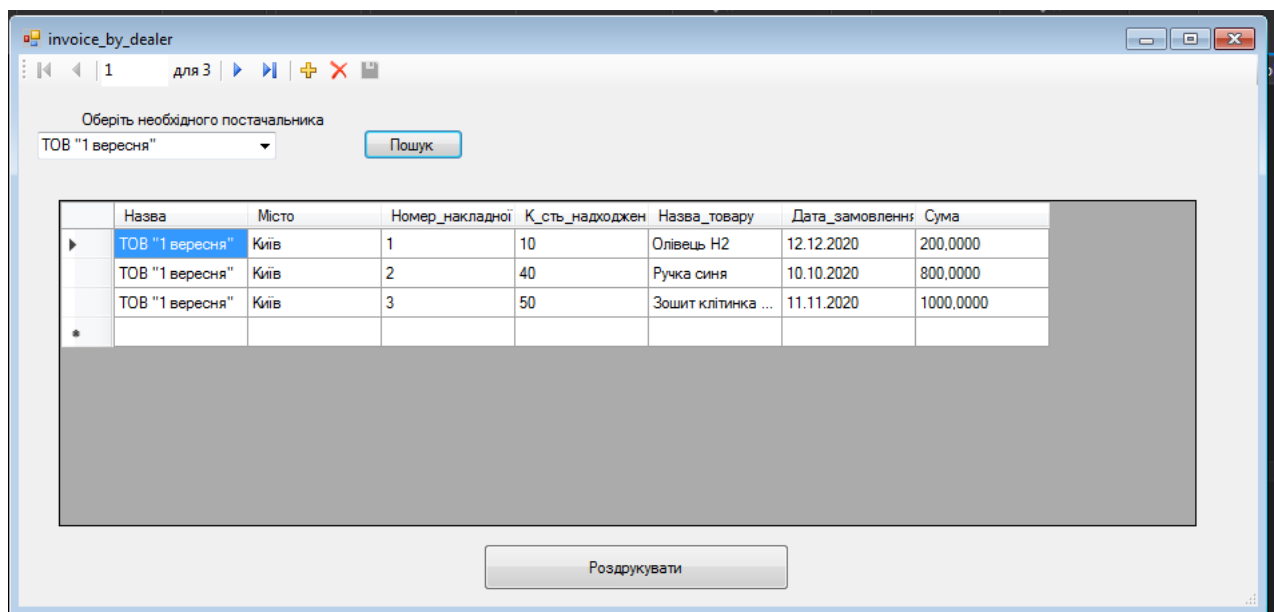 invoice_by_dealer
1 для 3
Оберіть необхідного постачальника
ТОВ "1 вересня" Пошук
Назва Місто Номер_накладної К_сть_надходжен Назва_товару Дата_замовлення Сума
ТОВ "1 вересня" Київ 1 10 Олівець Н2 12.12.2020 200,0000
ТОВ "1 вересня" Київ 2 40 Ручка синя 10.10.2020 800,0000
ТОВ "1 вересня" Київ 3 50 Зошит клітинка ... 11.11.2020 1000,0000
Роздрукувати